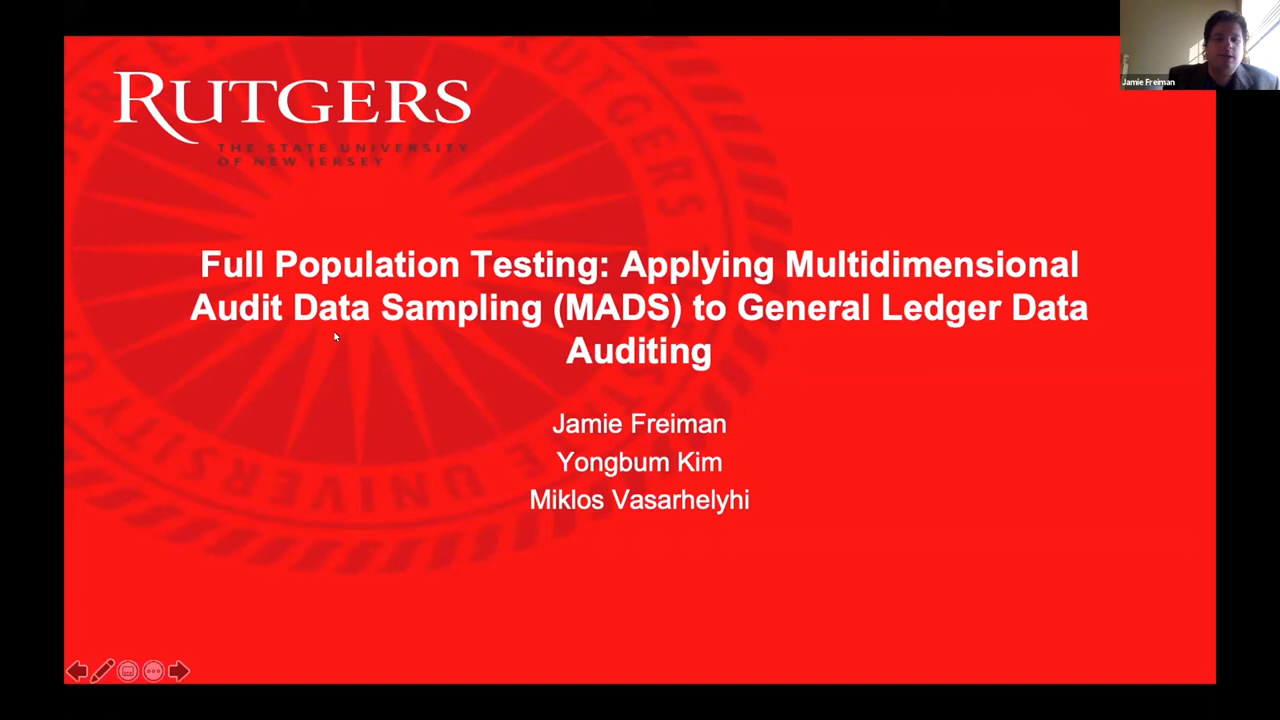 RUTGERS
THE STATE UNIVERSITY
OF NEW JERSEY
Jamie Freiman
Full Population Testing: Applying Multidimensional
Audit Data Sampling (MADS) to General Ledger Data
Auditing
Jamie Freiman
Yongbum Kim
Miklos Vasarhelyhi